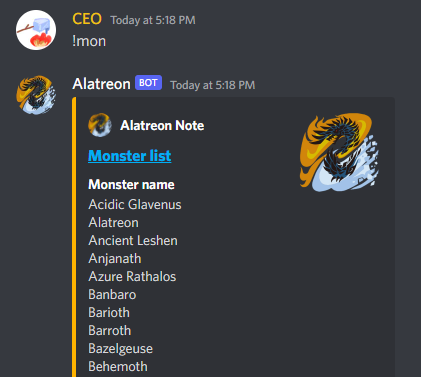 CEO Today at 5:18 PM
!mon
Alatreon BOT Today at 5:18 PM
Alatreon Note
Monster list
Monster name
Acidic Glavenus
Alatreon
Ancient Leshen
Anjanath
Azure Rathalos
Banbaro
Barioth
Barroth
Bazelgeuse
Behemoth